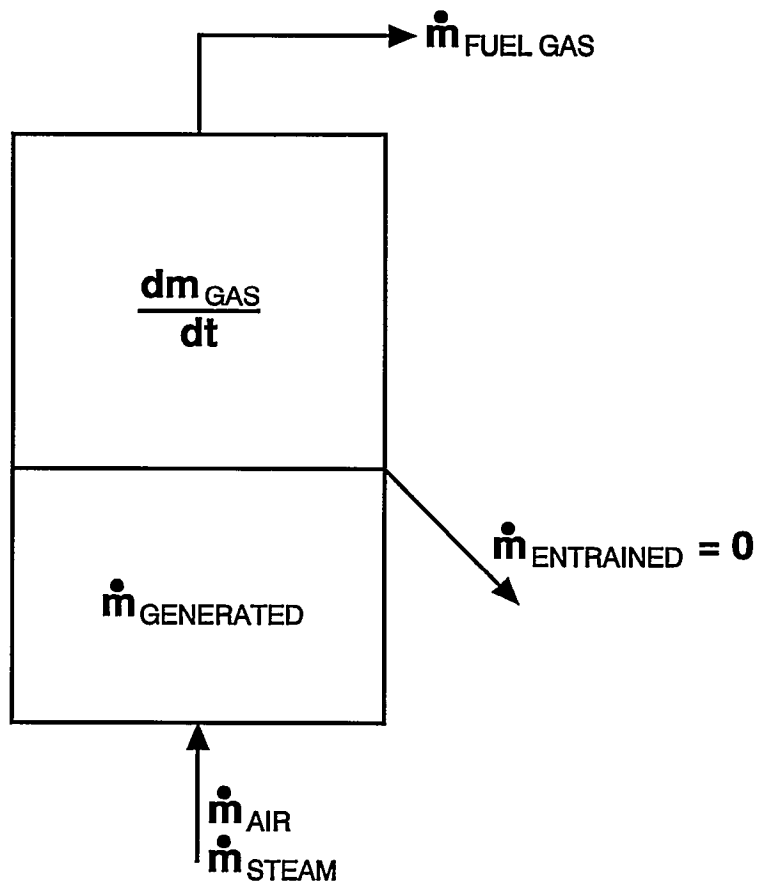 ṁ FUEL GAS
dm GAS
dt
ṁ ENTRAINED = 0
ṁ GENERATED
ṁ AIR
ṁ STEAM